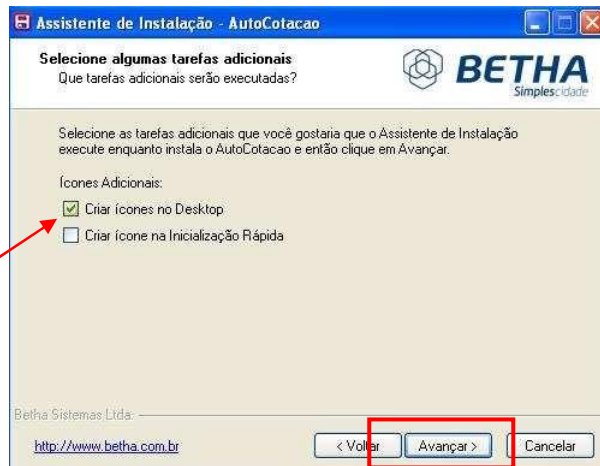 Assistente de Instalação - AutoCotacao
Selecione algumas tarefas adicionais
Que tarefas adicionais serão executadas?
BETHA
Simplescidade
Selecione as tarefas adicionais que você gostaria que o Assistente de Instalação
execute enquanto instala o AutoCotacao e então clique em Avançar.
Ícones Adicionais:
Criar ícones no Desktop
Criar ícone na Inicialização Rápida
Betha Sistemas Ltda.
http://www.betha.com.br
< Voltar
Avançar >
Cancelar